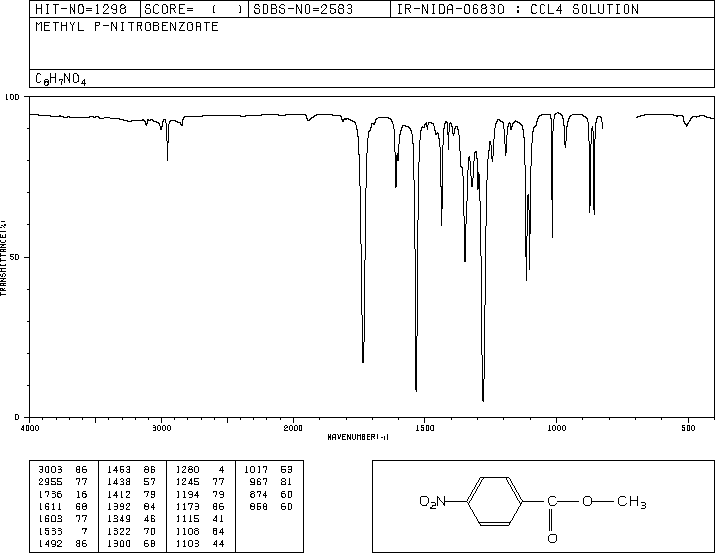 HIT-NO=1298 SCORE= ( ) SDBS-NO=2583 IR-NIDA-06830 : CCL4 SOLUTION
METHYL P-NITROBENZOATE
C8H7NO4
100
TRANSMITTANCE(%)
50
0
4000 3000 2000 1500 1000 500
WAVENUMBER(-1)
3003 86 1453 86 1280 4 1017 53
2955 77 1438 57 1245 77 967 81
1736 16 1412 79 1194 79 874 60
1611 68 1392 84 1173 86 858 60
1603 77 1349 46 1115 41
1533 7 1322 70 1108 84
1492 86 1300 68 1103 44
O2N C O CH3
O